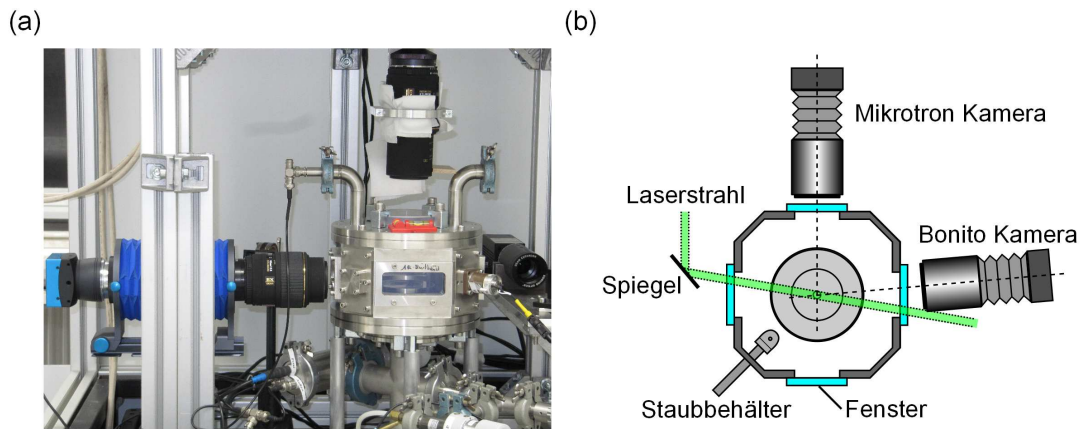 (a)
(b)
Mikrotron Kamera
Laserstrahl
Bonito Kamera
Spiegel
Staubbehälter
Fenster